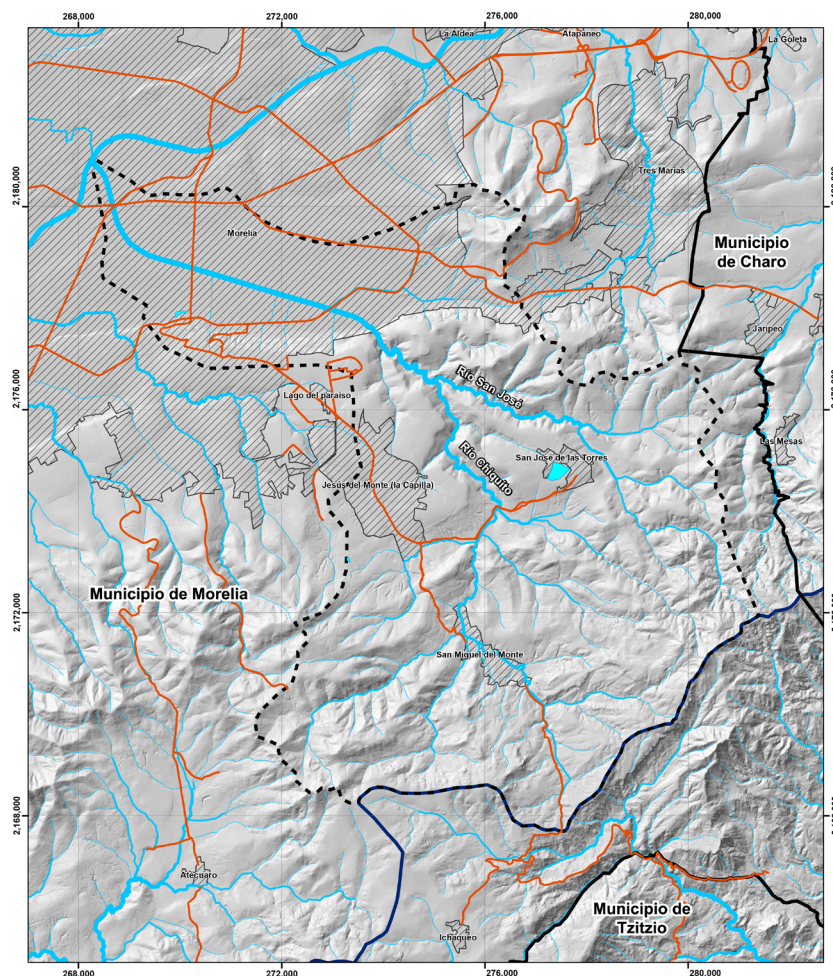 268,000
272,000
276,000
280,000
La Aldea
Atapaneo
La Goleta
Tres Marías
2,180,000
Morelia
Municipio
de Charo
Jaripeo
Río San José
Lago del paraiso
2,176,000
Río Chiquito
San José de las Torres
Las Mesas
Jesús del Monte (la Capilla)
Municipio de Morelia
2,172,000
San Miguel del Monte
2,168,000
Atécuaro
Municipio de
Tzitzio
Ichaqueo
268,000
272,000
276,000
280,000